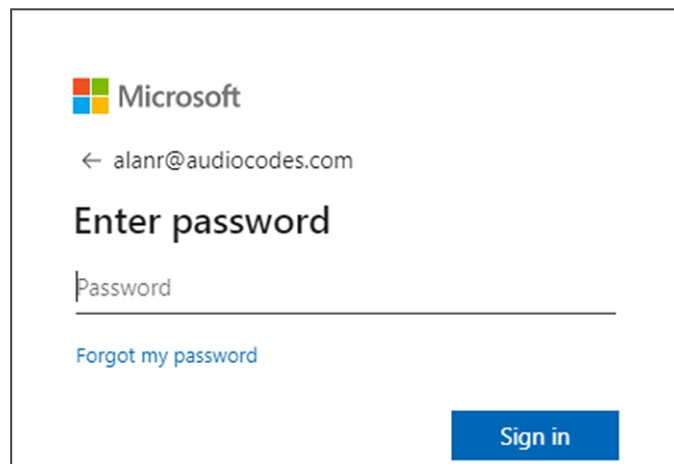 Microsoft
← alanr@audiocodes.com
Enter password
Password
Forgot my password
Sign in